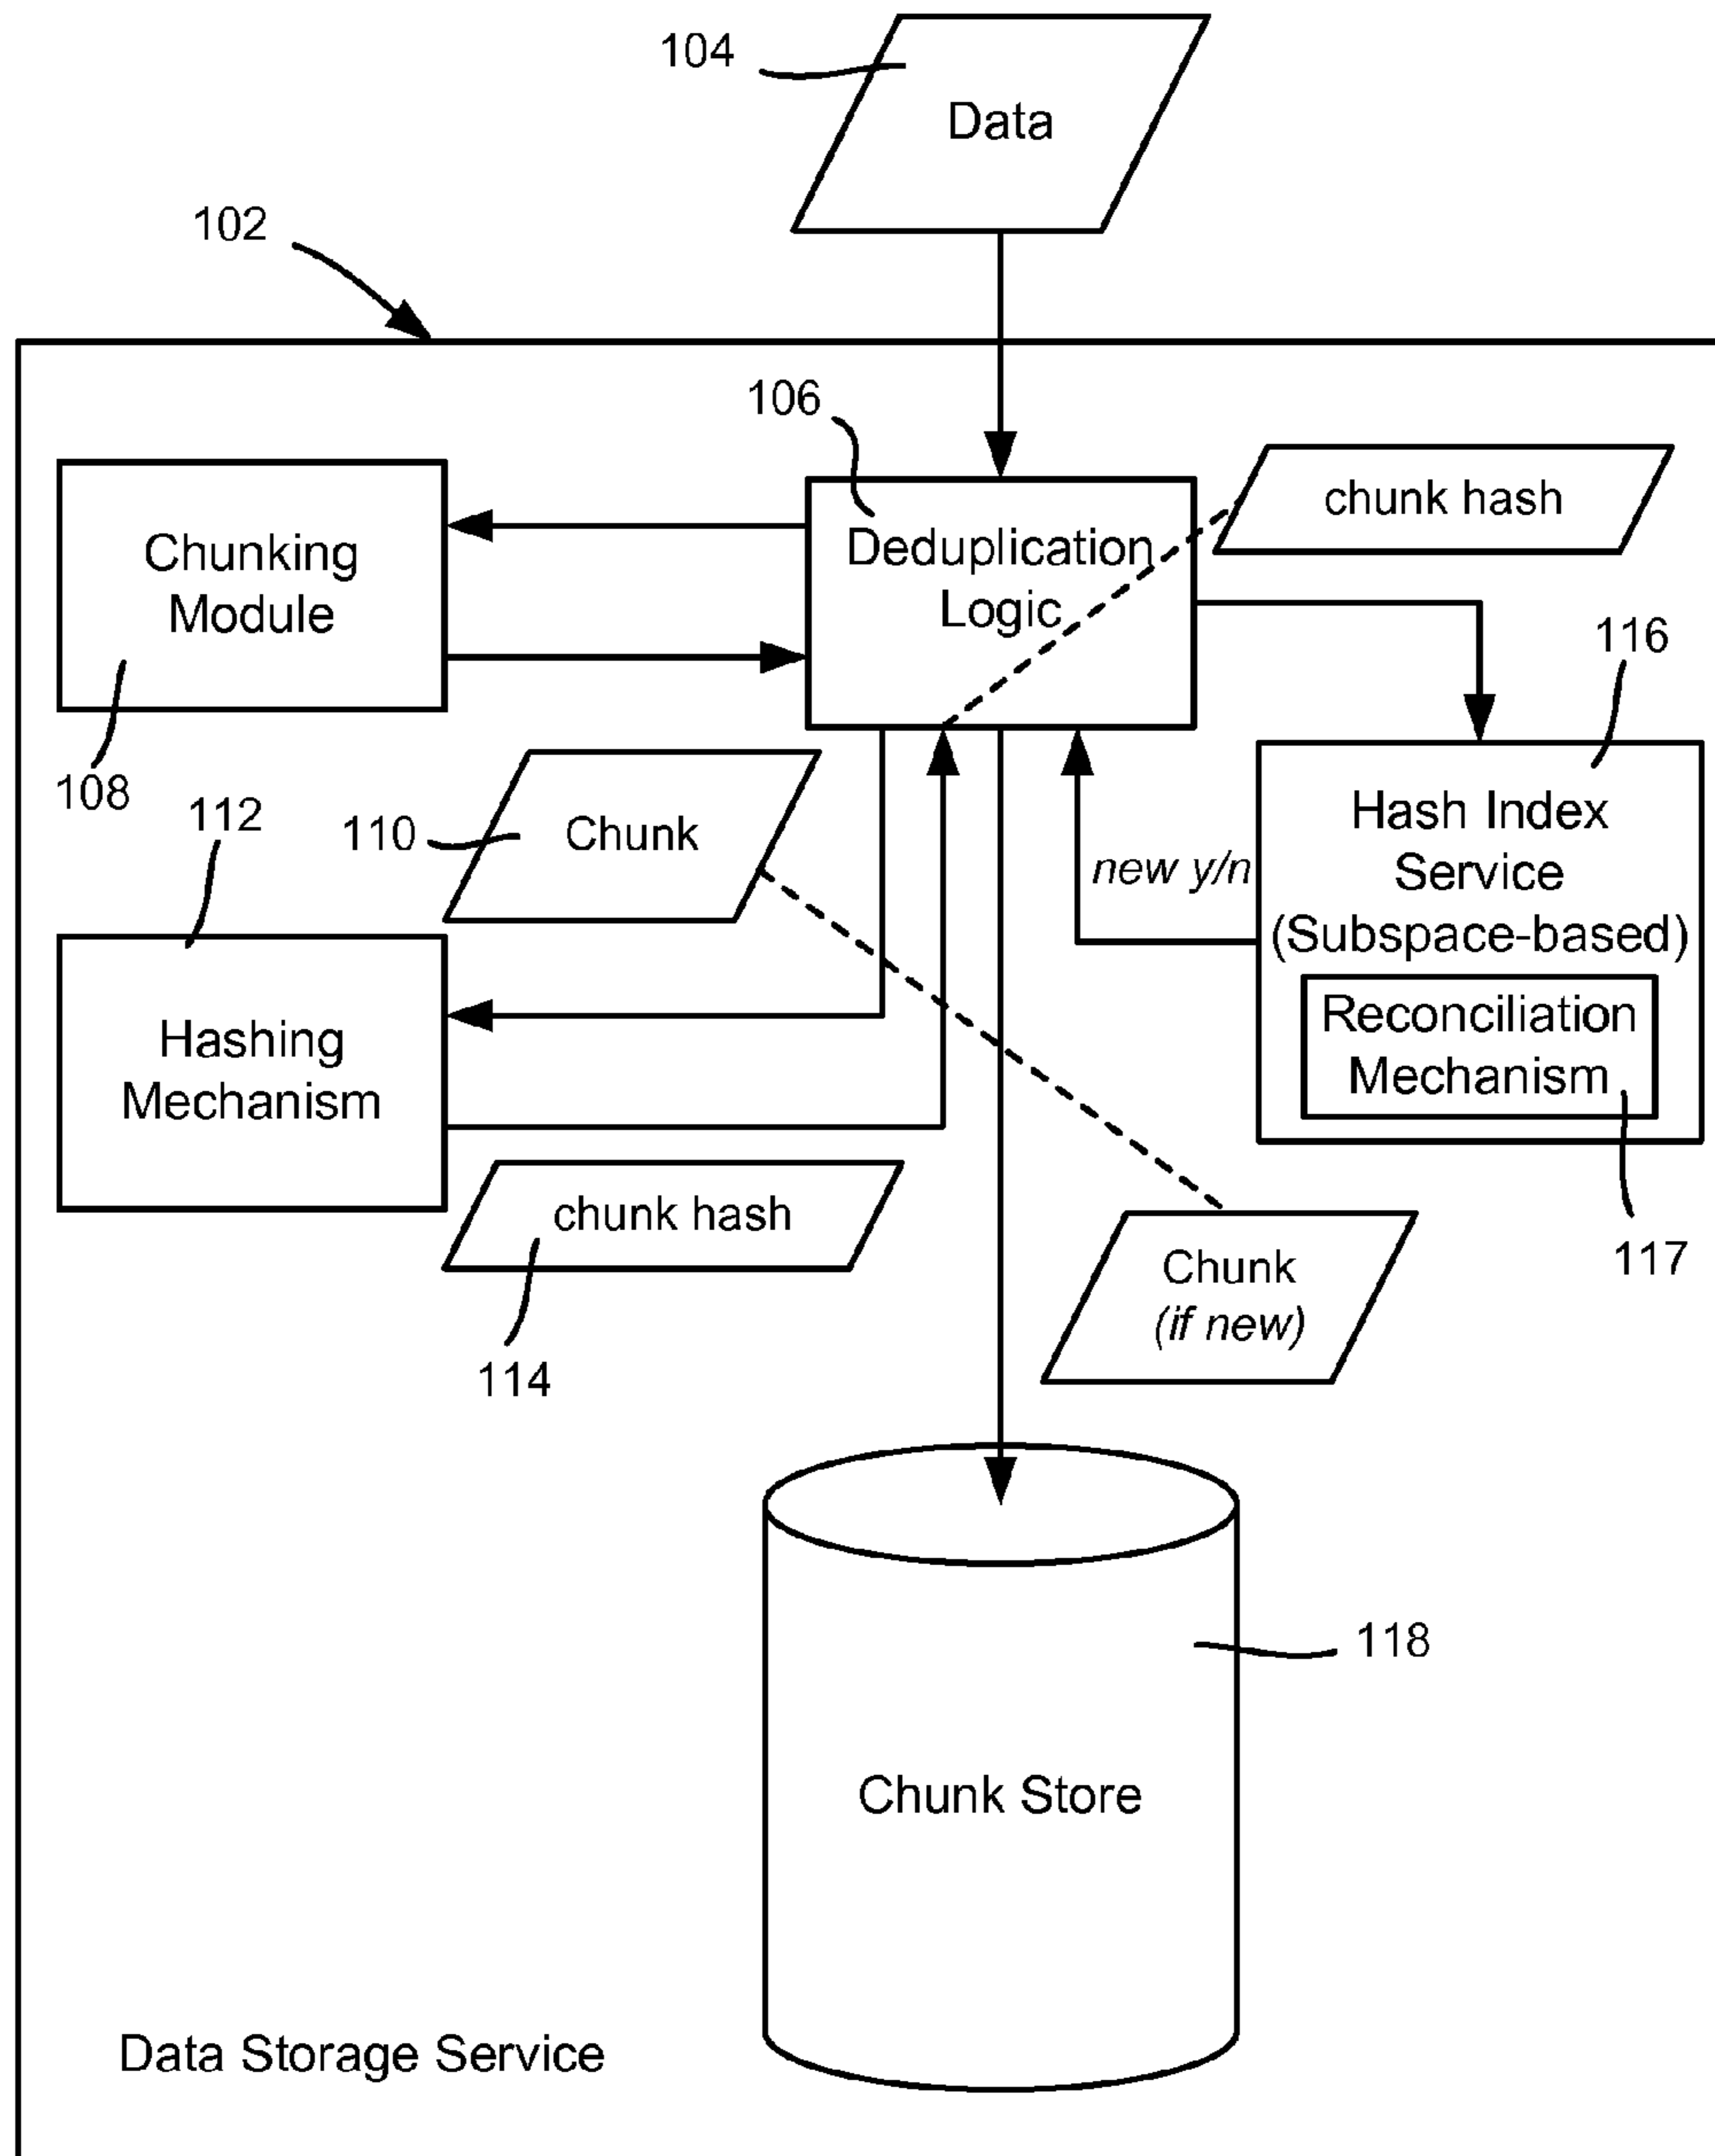 104
Data
102
106
chunk hash
Chunking
Module
Deduplication
Logic
116
108
112
110
Chunk
new y/n
Hash Index
Service
(Subspace-based)
Reconciliation
Mechanism
Hashing
Mechanism
chunk hash
117
Chunk
(if new)
114
118
Chunk Store
Data Storage Service